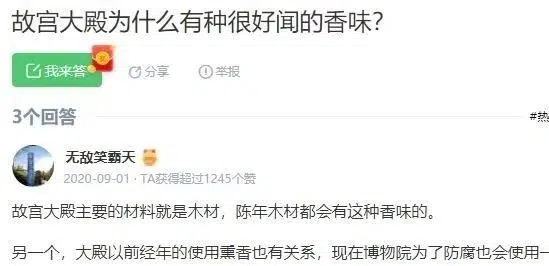 故宫大殿为什么有种很好闻的香味？
我来答
分享
举报
3个回答
#热
无敌笑霸天
2020-09-01 · TA获得超过1245个赞
故宫大殿主要的材料就是木材，陈年木材都会有这种香味的。
另一个，大殿以前经年的使用熏香也有关系，现在博物院为了防腐也会使用一